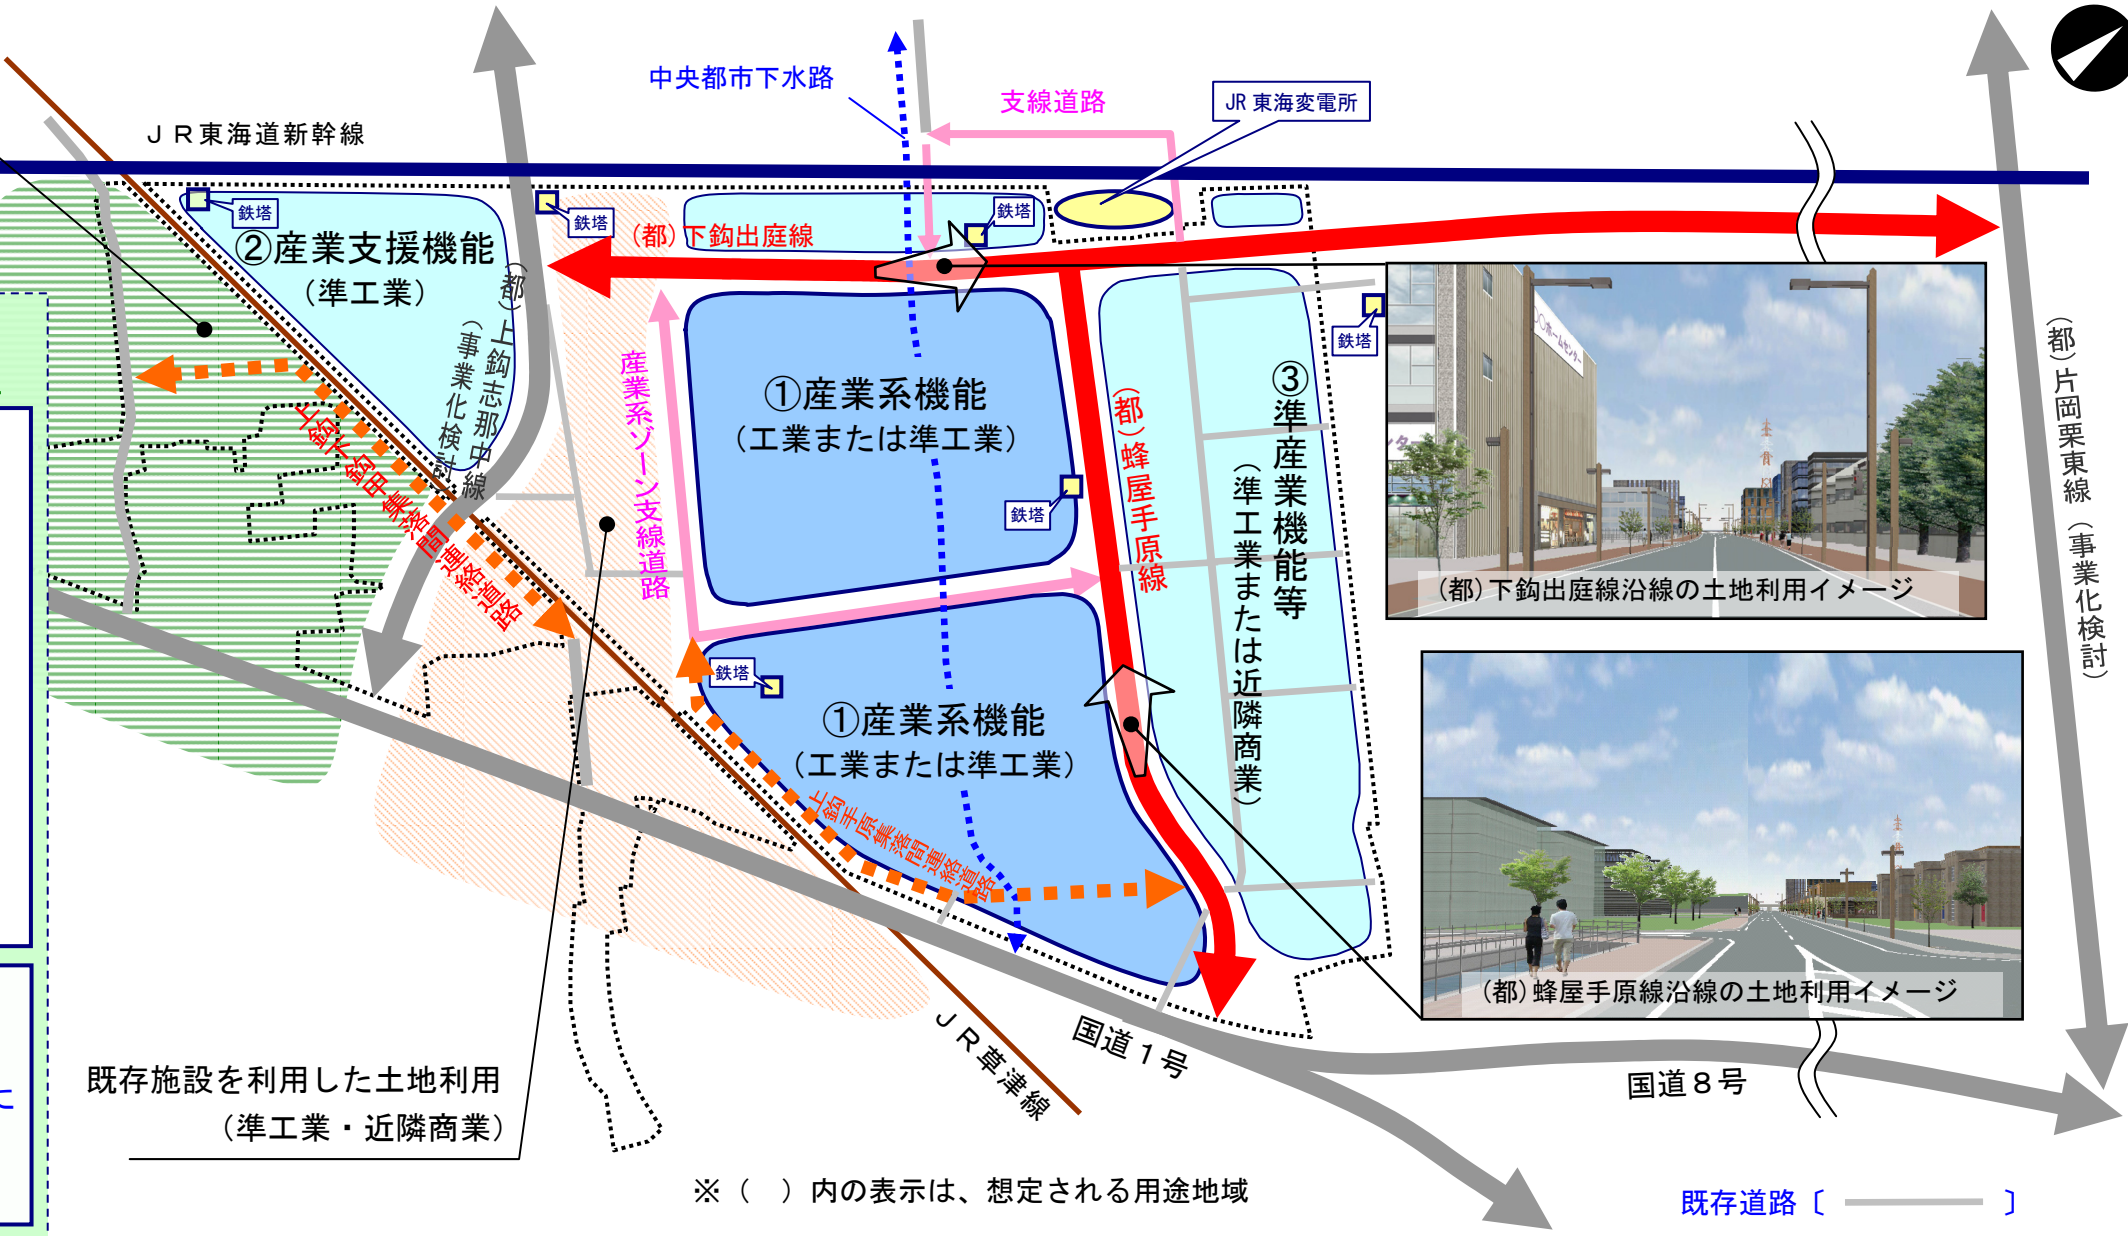 中央都市下水路
支線道路
JR 東海変電所
ＪＲ東海道新幹線
鉄塔
②産業支援機能
（準工業）
鉄塔
（都）下鈎出庭線
鉄塔
（都）上鈎志那中線
（事業化検討）
産業系ゾーン支線道路
①産業系機能
（工業または準工業）
鉄塔
（都）蜂屋手原線
③準産業機能等
（準工業または近隣商業）
鉄塔
〇〇ホームセンター
（都）下鈎出庭線沿線の土地利用イメージ
（都）片岡栗東線（事業化検討）
上鈎下鈎甲集落間連絡道路
鉄塔
①産業系機能
（工業または準工業）
上鈎手原集落間連絡道路
（都）蜂屋手原線沿線の土地利用イメージ
ＪＲ草津線
国道１号
国道８号
既存施設を利用した土地利用
（準工業・近隣商業）
※（　）内の表示は、想定される用途地域
既存道路〔　　〕